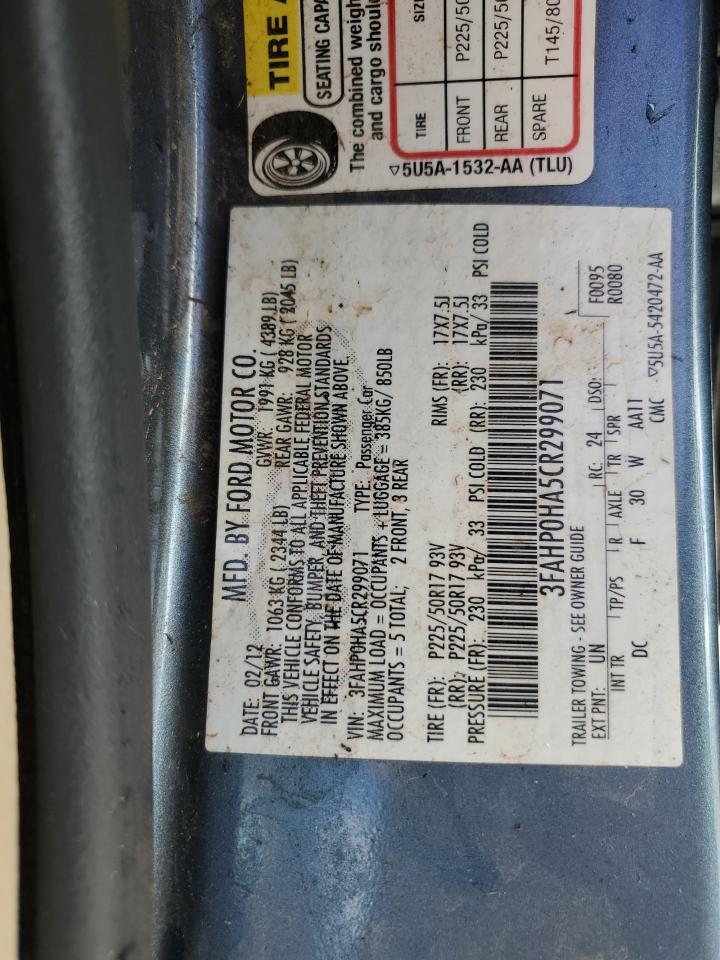 TIRE
SEATING CAPA
The combined weigh
and cargo shoul
TIRE SIZ
FRONT P225/50
REAR P225/50
SPARE T145/80
▽5U5A-1532-AA (TLU)
MFD. BY FORD MOTOR CO.
DATE: 02/12 GVWR: 1991 KG ( 4389 LB)
FRONT GAWR: 1063 KG ( 2344 LB) REAR GAWR: 928 KG ( 2045 LB)
THIS VEHICLE CONFORMS TO ALL APPLICABLE FEDERAL MOTOR
VEHICLE SAFETY, BUMPER, AND THEFT PREVENTION STANDARDS
IN EFFECT ON THE DATE OF MANUFACTURE SHOWN ABOVE.
VIN: 3FAHP0HA5CR299071 TYPE: Passenger Car
MAXIMUM LOAD = OCCUPANTS + LUGGAGE = 385KG/ 850LB
OCCUPANTS = 5 TOTAL; 2 FRONT, 3 REAR
TIRE (FR): P225/50R17 93V RIMS (FR): 17X7.5J
(RR): P225/50R17 93V (RR): 17X7.5J
PRESSURE (FR): 230 kPa/ 33 PSI COLD (RR): 230 kPa/ 33 PSI COLD
3FAHP0HA5CR299071
TRAILER TOWING - SEE OWNER GUIDE F0095
EXT PNT: UN RC: 24 DSO: R0080
INT TR TP/PS R AXLE TR SPR
DC F 30 W AA11
CMC ▽5U5A-5420472-AA